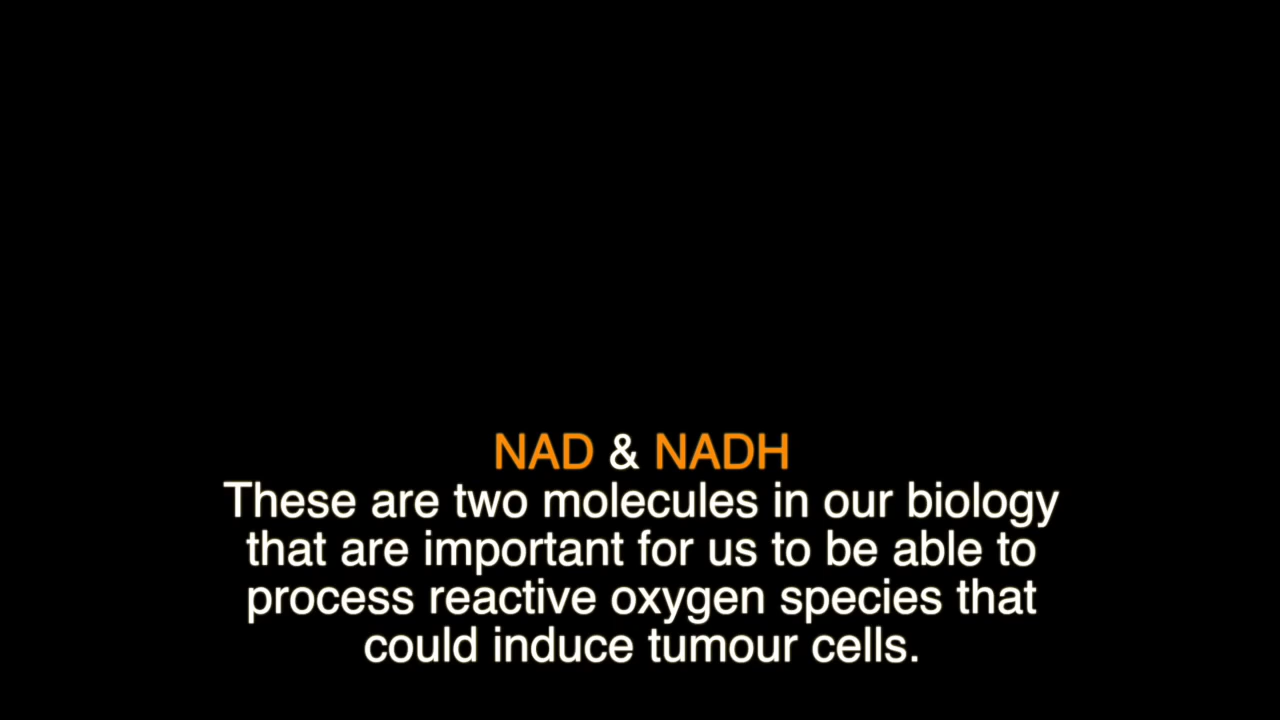 NAD & NADH
These are two molecules in our biology
that are important for us to be able to
process reactive oxygen species that
could induce tumour cells.